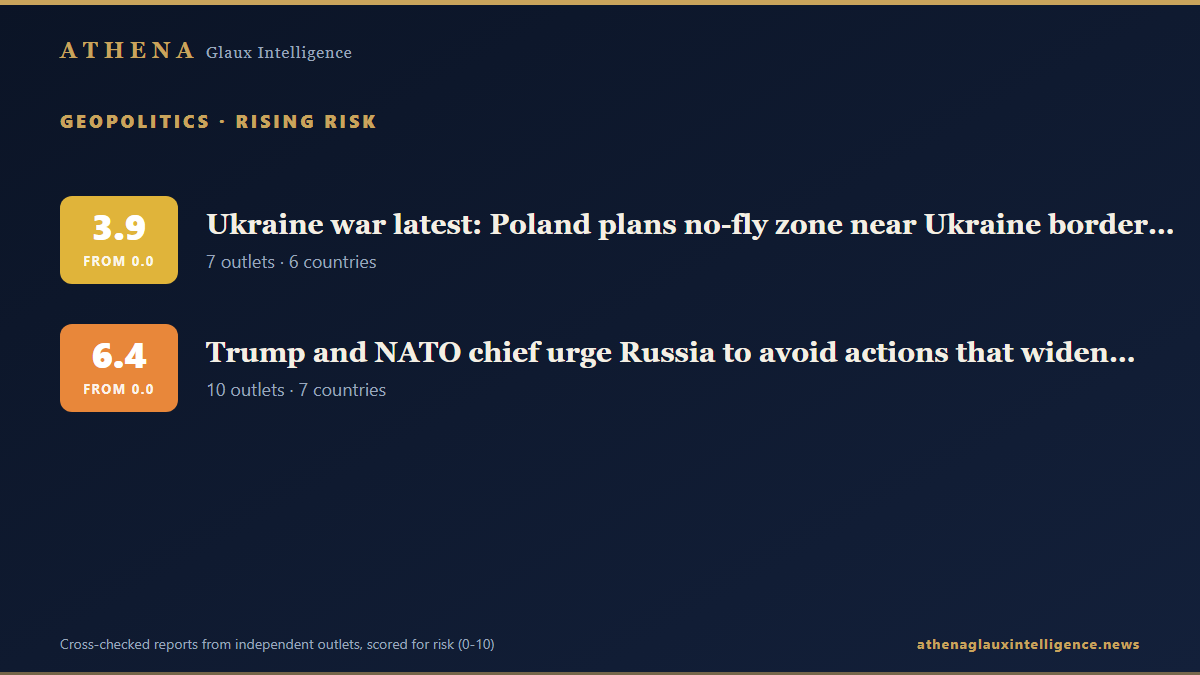 ATHENA Glaux Intelligence
GEOPOLITICS · RISING RISK
3.9
FROM 0.0
Ukraine war latest: Poland plans no-fly zone near Ukraine border...
7 outlets · 6 countries
6.4
FROM 0.0
Trump and NATO chief urge Russia to avoid actions that widen...
10 outlets · 7 countries
Cross-checked reports from independent outlets, scored for risk (0-10)
athenaglauxintelligence.news